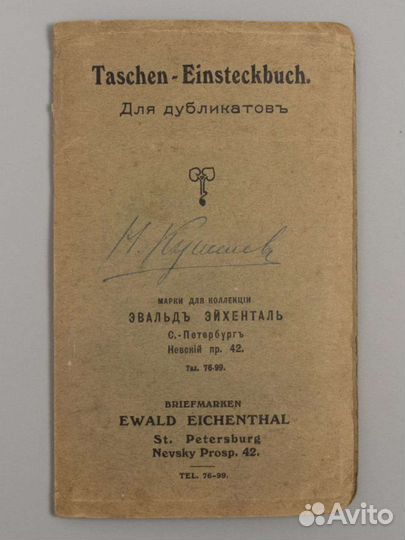 Taschen-Einsteckbuch.
Для дубликатовъ
МАРКИ ДЛЯ КОЛЛЕКЦІИ
ЭВАЛЬДЪ ЭЙХЕНТАЛЬ
С.-Петербургъ
Невскій пр. 42.
Тел. 76-99.
BRIEFMARKEN
EWALD EICHENTHAL
St. Petersburg
Nevsky Prosp. 42.
TEL. 76-99.
Avito